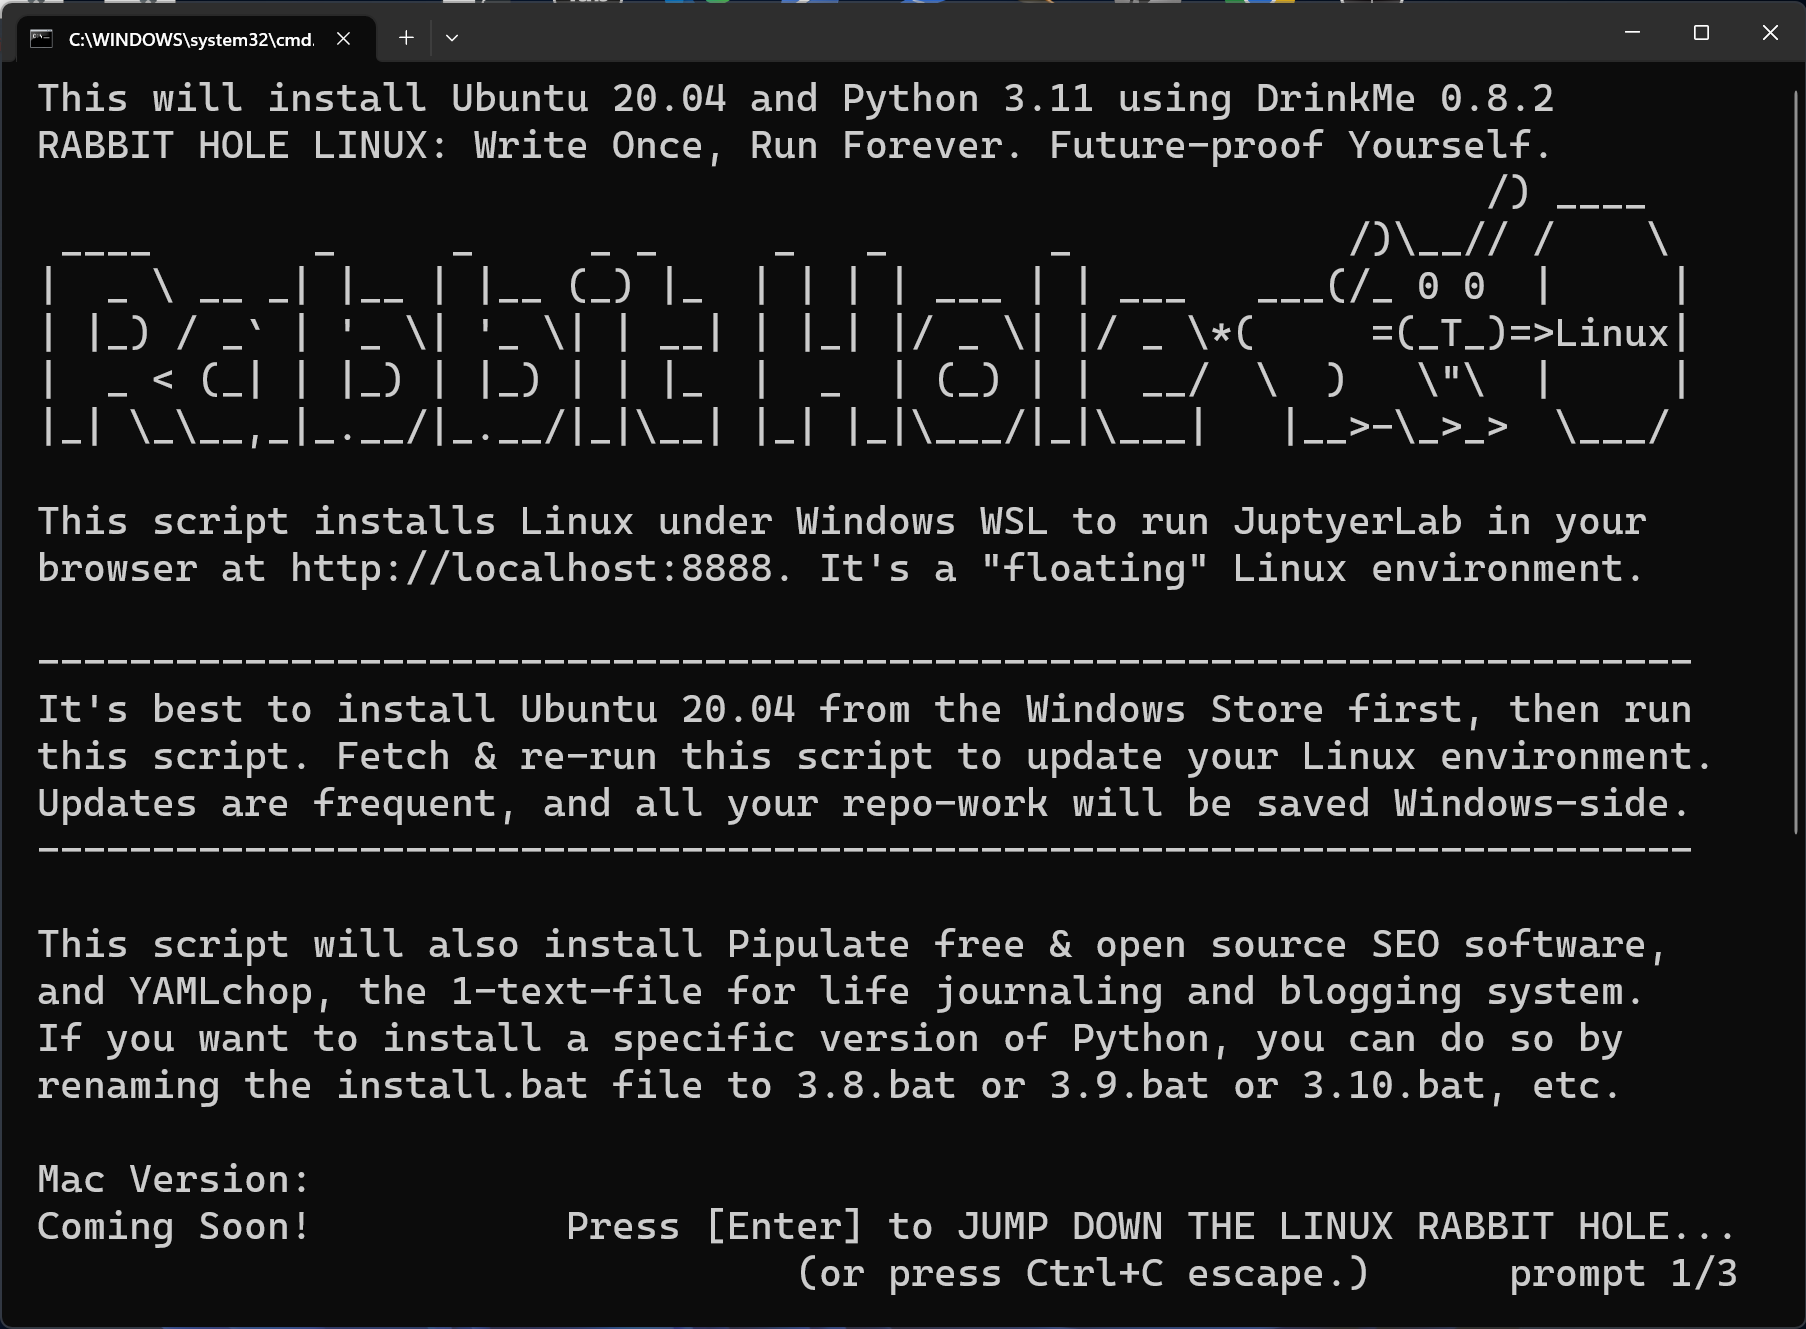 C:\WINDOWS\system32\cmd.
This will install Ubuntu 20.04 and Python 3.11 using DrinkMe 0.8.2
RABBIT HOLE LINUX: Write Once, Run Forever. Future-proof Yourself.
                                                               /) ____
 ____       _     _     _ _     _   _       _            /)\__// /    \
|  _ \ __ _| |__ | |__ (_) |_  | | | | ___ | | ___   ___(/_ 0 0  |     |
| |_) / _` | '_ \| '_ \| | __| | |_| |/ _ \| |/ _ \*(     =(_T_)=>Linux|
|  _ < (_| | |_) | |_) | | |_  |  _  | (_) | |  __/  \  )   \"\  |     |
|_| \_\__,_|_.__/|_.__/|_|\__| |_| |_|\___/|_|\___|   |__>-\_>_>  \___/
This script installs Linux under Windows WSL to run JuptyerLab in your
browser at http://localhost:8888. It's a "floating" Linux environment.
------------------------------------------------------------------------
It's best to install Ubuntu 20.04 from the Windows Store first, then run
this script. Fetch & re-run this script to update your Linux environment.
Updates are frequent, and all your repo-work will be saved Windows-side.
------------------------------------------------------------------------
This script will also install Pipulate free & open source SEO software,
and YAMLchop, the 1-text-file for life journaling and blogging system.
If you want to install a specific version of Python, you can do so by
renaming the install.bat file to 3.8.bat or 3.9.bat or 3.10.bat, etc.
Mac Version:
Coming Soon!           Press [Enter] to JUMP DOWN THE LINUX RABBIT HOLE...
(or press Ctrl+C escape.)      prompt 1/3